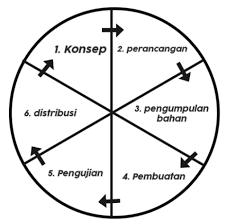 1. Konsep
2. perancangan
3. pengumpulan
bahan
4. Pembuatan
5. Pengujian
6. distribusi